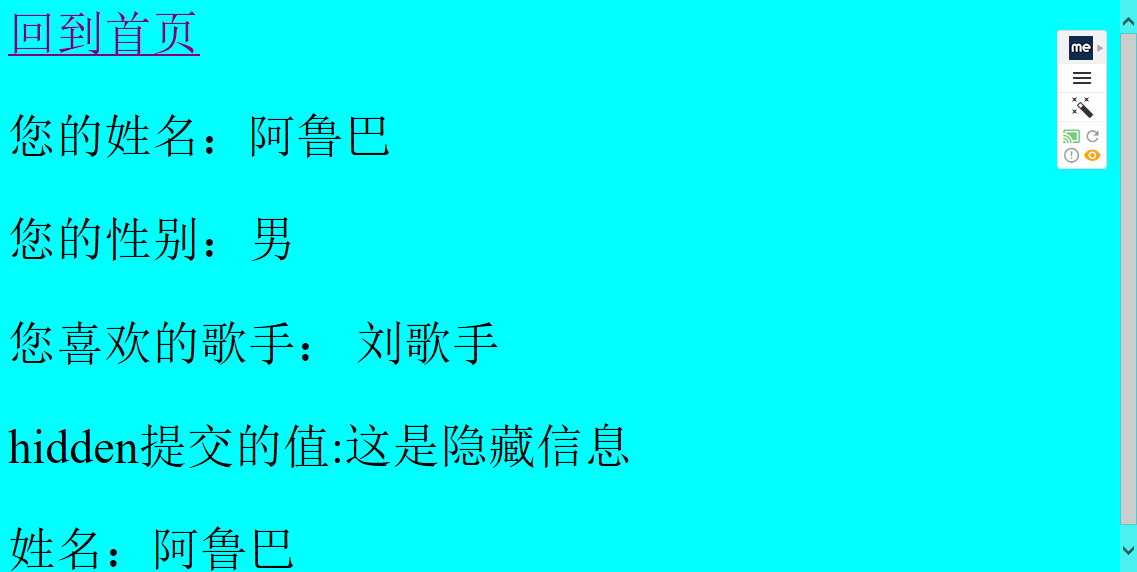 回到首页
me
您的姓名：阿鲁巴
您的性别：男
您喜欢的歌手： 刘歌手
hidden提交的值:这是隐藏信息
姓名：阿鲁巴